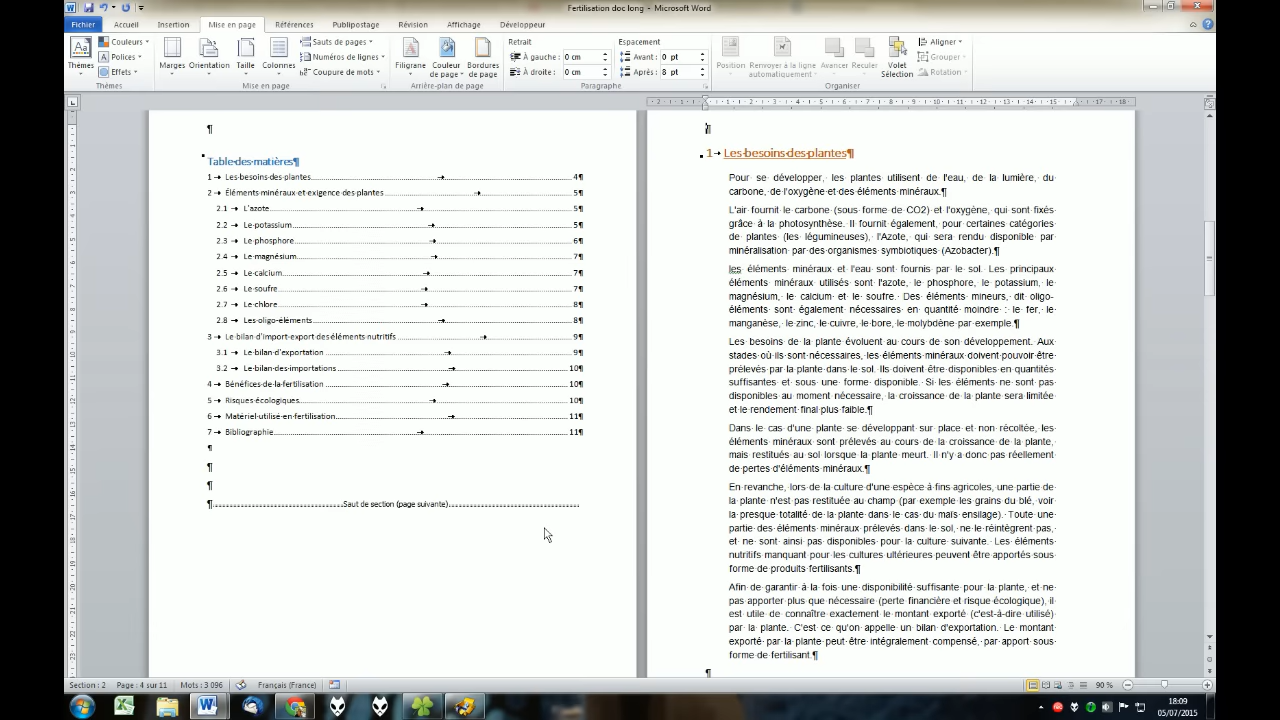 Fertilisation doc long - Microsoft Word
Fichier Accueil Insertion Mise en page Références Publipostage Révision Affichage Développeur
Thèmes Couleurs Polices Effets
Thèmes
Marges Orientation Taille Colonnes Sauts de pages Numéros de lignes Coupure de mots
Mise en page
Filigrane Couleur de page Bordures de page
Arrière-plan de page
Retrait Espacement
À gauche : 0 cm Avant : 0 pt
À droite : 0 cm Après : 8 pt
Paragraphe
Position Renvoyer à la ligne automatiquement Avancer Reculer Volet Sélection Aligner Grouper Rotation
Organiser
¶
Table·des·matières¶
1 → Les·besoins·des·plantes → 4¶
2 → Éléments·minéraux·et·exigence·des·plantes → 5¶
2.1 → L'azote → 5¶
2.2 → Le·potassium → 5¶
2.3 → Le·phosphore → 6¶
2.4 → Le·magnésium → 7¶
2.5 → Le·calcium → 7¶
2.6 → Le·soufre → 7¶
2.7 → Le·chlore → 8¶
2.8 → Les·oligo-éléments → 8¶
3 → Le·bilan·d'import-export·des·éléments·nutritifs → 9¶
3.1 → Le·bilan·d'exportation → 9¶
3.2 → Le·bilan·des·importations → 10¶
4 → Bénéfices·de·la·fertilisation → 10¶
5 → Risques·écologiques → 10¶
6 → Matériel·utilisé·en·fertilisation → 11¶
7 → Bibliographie → 11¶
¶
¶
¶
¶ Saut de section (page suivante)
¶
1 → Les·besoins·des·plantes¶
Pour se développer, les plantes utilisent de l'eau, de la lumière, du
carbone, de l'oxygène et des éléments minéraux.¶
L'air fournit le carbone (sous forme de CO2) et l'oxygène, qui sont fixés
grâce à la photosynthèse. Il fournit également, pour certaines catégories
de plantes (les légumineuses), l'Azote, qui sera rendu disponible par
minéralisation par des organismes symbiotiques (Azobacter).¶
les éléments minéraux et l'eau sont fournis par le sol. Les principaux
éléments minéraux utilisés sont l'azote, le phosphore, le potassium, le
magnésium, le calcium et le soufre. Des éléments mineurs, dit oligo-
éléments sont également nécessaires en quantité moindre : le fer, le
manganèse, le zinc, le cuivre, le bore, le molybdène par exemple.¶
Les besoins de la plante évoluent au cours de son développement. Aux
stades où ils sont nécessaires, les éléments minéraux doivent pouvoir être
prélevés par la plante dans le sol. Ils doivent être disponibles en quantités
suffisantes et sous une forme disponible. Si les éléments ne sont pas
disponibles au moment nécessaire, la croissance de la plante sera limitée
et le rendement final plus faible.¶
Dans le cas d'une plante se développant sur place et non récoltée, les
éléments minéraux sont prélevés au cours de la croissance de la plante,
mais restitués au sol lorsque la plante meurt. Il n'y a donc pas réellement
de pertes d'éléments minéraux.¶
En revanche, lors de la culture d'une espèce à fins agricoles, une partie de
la plante n'est pas restituée au champ (par exemple les grains du blé, voir
la presque totalité de la plante dans le cas du maïs ensilage). Toute une
partie des éléments minéraux prélevés dans le sol, ne le réintègrent pas,
et ne sont ainsi pas disponibles pour la culture suivante. Les éléments
nutritifs manquant pour les cultures ultérieures peuvent être apportés sous
forme de produits fertilisants.¶
Afin de garantir à la fois une disponibilité suffisante pour la plante, et ne
pas apporter plus que nécessaire (perte financière et risque écologique), il
est utile de connaître exactement le montant exporté (c'est-à-dire utilisé)
par la plante. C'est ce qu'on appelle un bilan d'exportation. Le montant
exporté par la plante peut être intégralement compensé, par apport sous
forme de fertilisant.¶
¶
Section : 2 Page : 4 sur 11 Mots : 3 096 Français (France) 90 %
18:09
05/07/2015